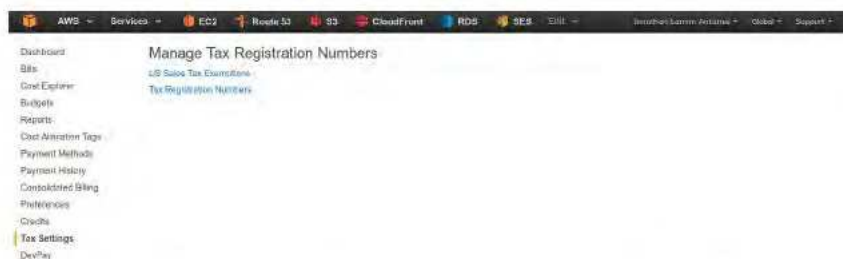 AWS Services EC2 Route 53 S3 CloudFront RDS SES Edit Global Support
Dashboard
Bills
Cost Explorer
Budgets
Reports
Cost Allocation Tags
Payment Methods
Payment History
Consolidated Billing
Preferences
Credits
Tax Settings
DevPay
Manage Tax Registration Numbers
US Sales Tax Exemptions
Tax Registration Numbers